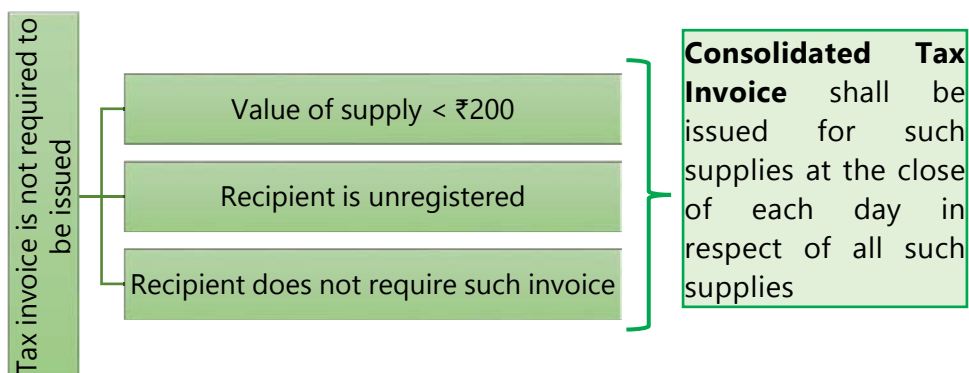 Tax invoice is not required to
be issued
Value of supply < ₹200
Recipient is unregistered
Recipient does not require such invoice
Consolidated Tax
Invoice shall be
issued for such
supplies at the close
of each day in
respect of all such
supplies